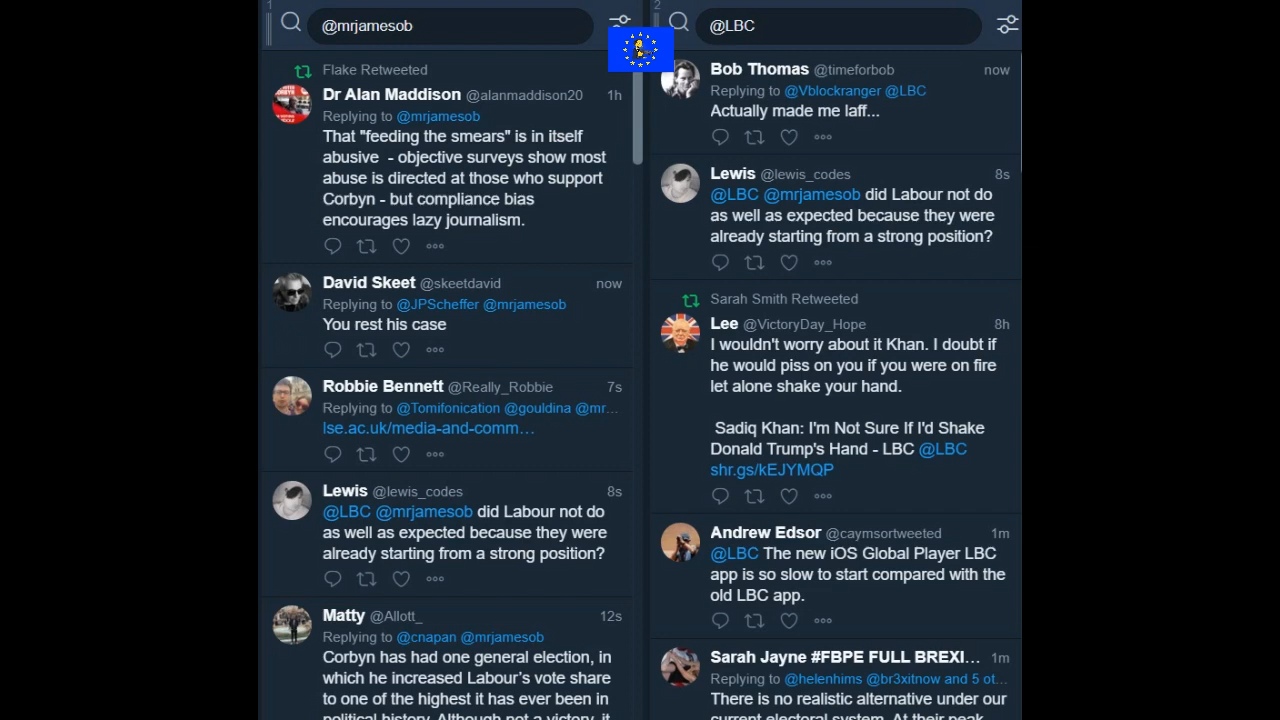 1
@mrjamesob
Flake Retweeted
Dr Alan Maddison @alanmaddison20 1h
Replying to @mrjamesob
That "feeding the smears" is in itself
abusive - objective surveys show most
abuse is directed at those who support
Corbyn - but compliance bias
encourages lazy journalism.
David Skeet @skeetdavid now
Replying to @JPScheffer @mrjamesob
You rest his case
Robbie Bennett @Really_Robbie 7s
Replying to @Tomifonication @gouldina @mr...
lse.ac.uk/media-and-comm…
Lewis @lewis_codes 8s
@LBC @mrjamesob did Labour not do
as well as expected because they were
already starting from a strong position?
Matty @Allott_ 12s
Replying to @cnapan @mrjamesob
Corbyn has had one general election, in
which he increased Labour's vote share
to one of the highest it has ever been in
political history. Although not a victory, it
2
@LBC
Bob Thomas @timeforbob now
Replying to @Vblockranger @LBC
Actually made me laff...
Lewis @lewis_codes 8s
@LBC @mrjamesob did Labour not do
as well as expected because they were
already starting from a strong position?
Sarah Smith Retweeted
Lee @VictoryDay_Hope 8h
I wouldn't worry about it Khan. I doubt if
he would piss on you if you were on fire
let alone shake your hand.
Sadiq Khan: I'm Not Sure If I'd Shake
Donald Trump's Hand - LBC @LBC
shr.gs/kEJYMQP
Andrew Edsor @caymsortweeted 1m
@LBC The new iOS Global Player LBC
app is so slow to start compared with the
old LBC app.
Sarah Jayne #FBPE FULL BREXI... 1m
Replying to @helenhims @br3xitnow and 5 ot...
There is no realistic alternative under our
current electoral system. At their peak